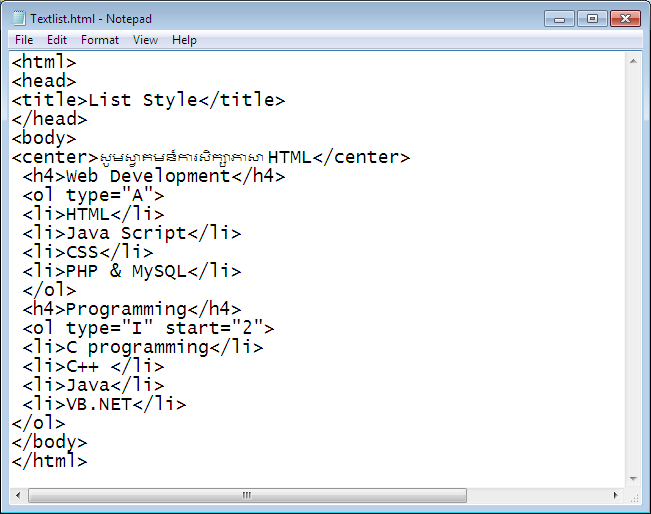 Textlist.html - Notepad
File Edit Format View Help
<html>
<head>
<title>List Style</title>
</head>
<body>
<center>សូមស្វាគមន៍ការសិក្សាភាសា HTML</center>
<h4>Web Development</h4>
<ol type="A">
<li>HTML</li>
<li>Java Script</li>
<li>CSS</li>
<li>PHP & MySQL</li>
</ol>
<h4>Programming</h4>
<ol type="I" start="2">
<li>C programming</li>
<li>C++ </li>
<li>Java</li>
<li>VB.NET</li>
</ol>
</body>
</html>